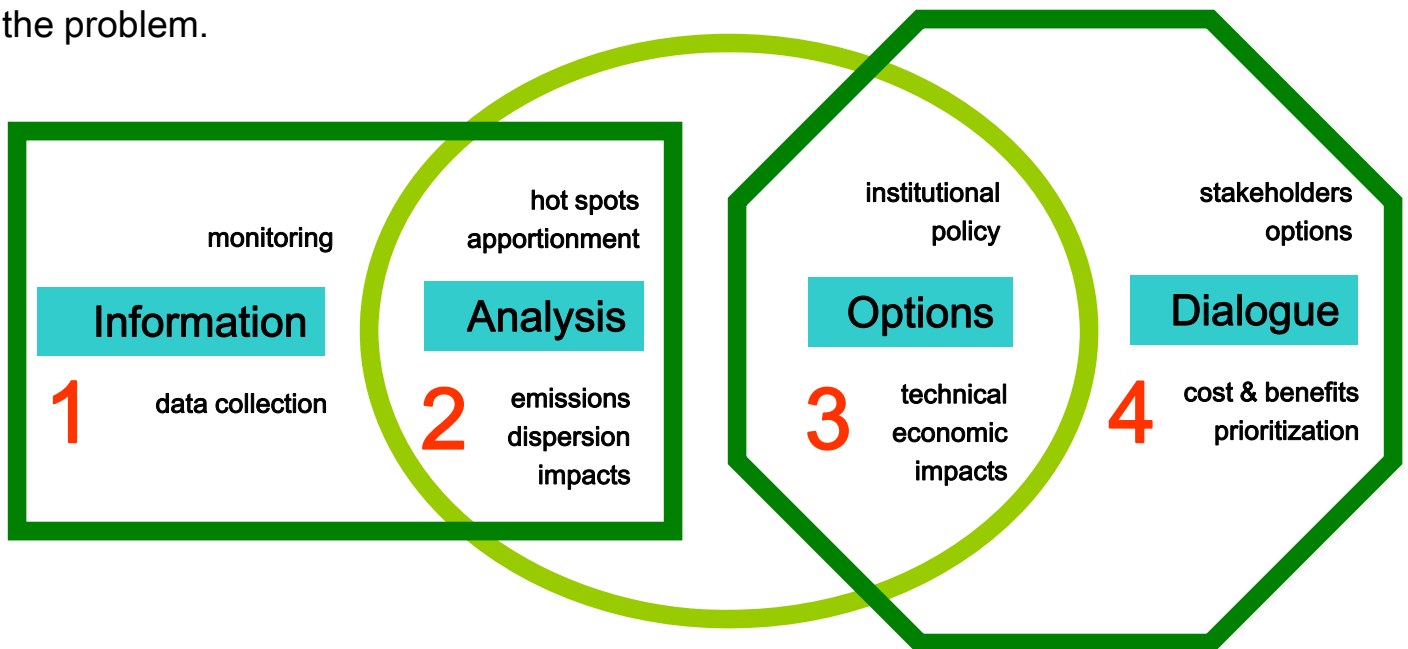 the problem.
monitoring
Information
1
data collection
hot spots
apportionment
Analysis
2
emissions
dispersion
impacts
institutional
policy
Options
3
technical
economic
impacts
stakeholders
options
Dialogue
4
cost & benefits
prioritization